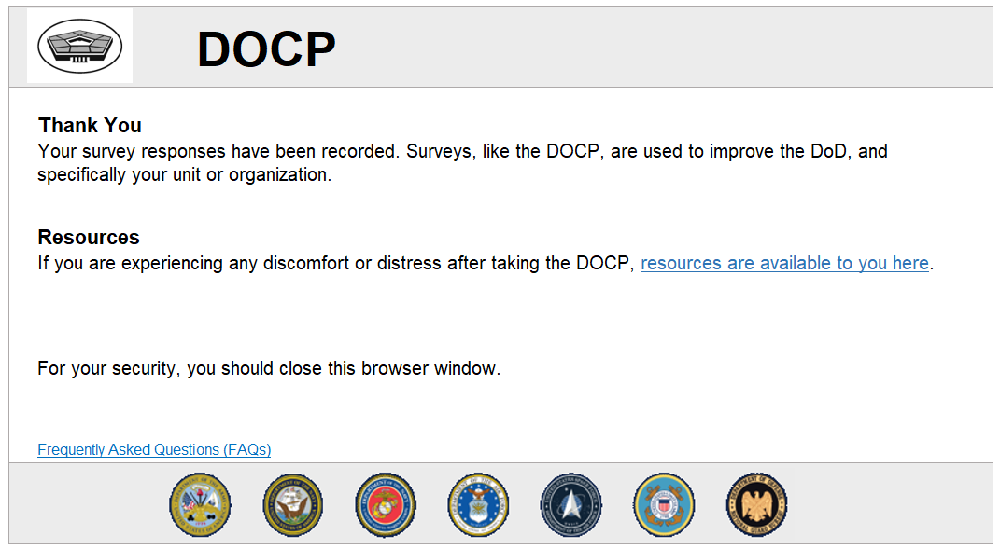 DOCP
Thank You
Your survey responses have been recorded. Surveys, like the DOCP, are used to improve the DoD, and
specifically your unit or organization.
Resources
If you are experiencing any discomfort or distress after taking the DOCP, resources are available to you here.
For your security, you should close this browser window.
Frequently Asked Questions (FAQs)